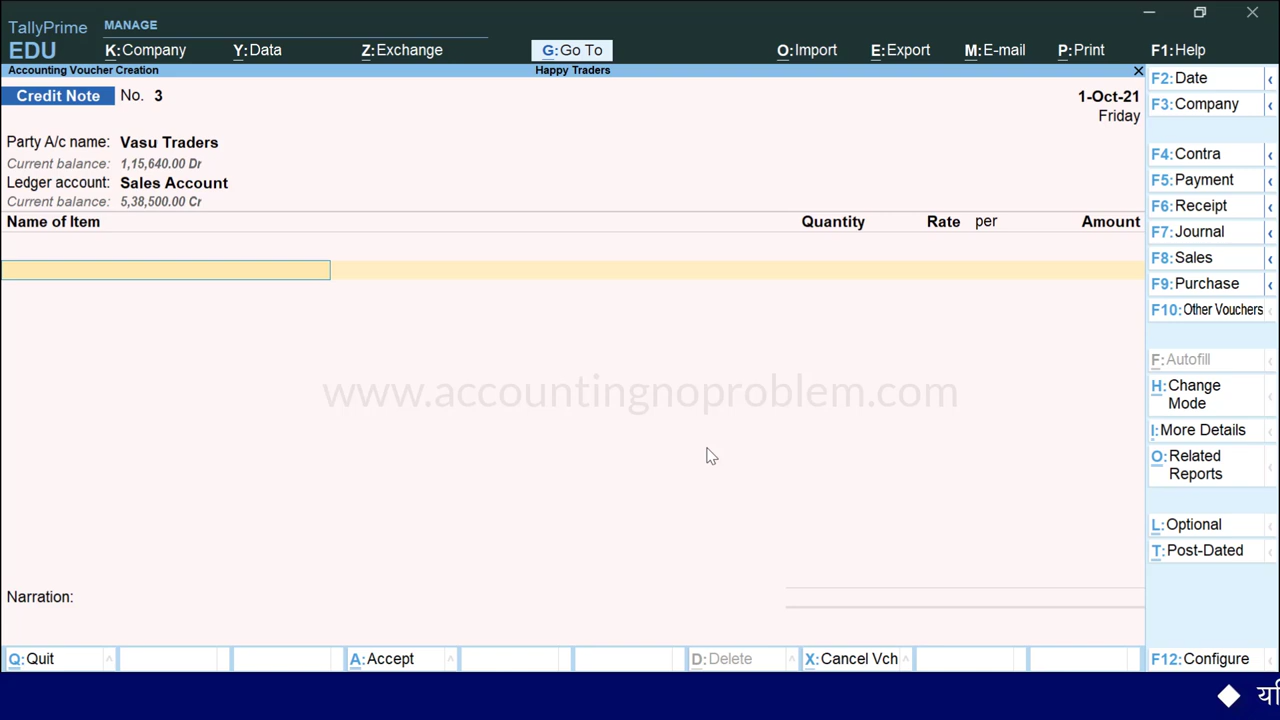 TallyPrime MANAGE
EDU K:Company Y:Data Z:Exchange G:Go To O:Import E:Export M:E-mail P:Print F1:Help
Accounting Voucher Creation Happy Traders
Credit Note No. 3 1-Oct-21
Friday
Party A/c name: Vasu Traders
Current balance: 1,15,640.00 Dr
Ledger account: Sales Account
Current balance: 5,38,500.00 Cr
Name of Item Quantity Rate per Amount
www.accountingnoproblem.com
Narration:
F2:Date
F3:Company
F4:Contra
F5:Payment
F6:Receipt
F7:Journal
F8:Sales
F9:Purchase
F10:Other Vouchers
F:Autofill
H:Change
Mode
I:More Details
O:Related
Reports
L:Optional
T:Post-Dated
Q:Quit A:Accept D:Delete X:Cancel Vch F12:Configure